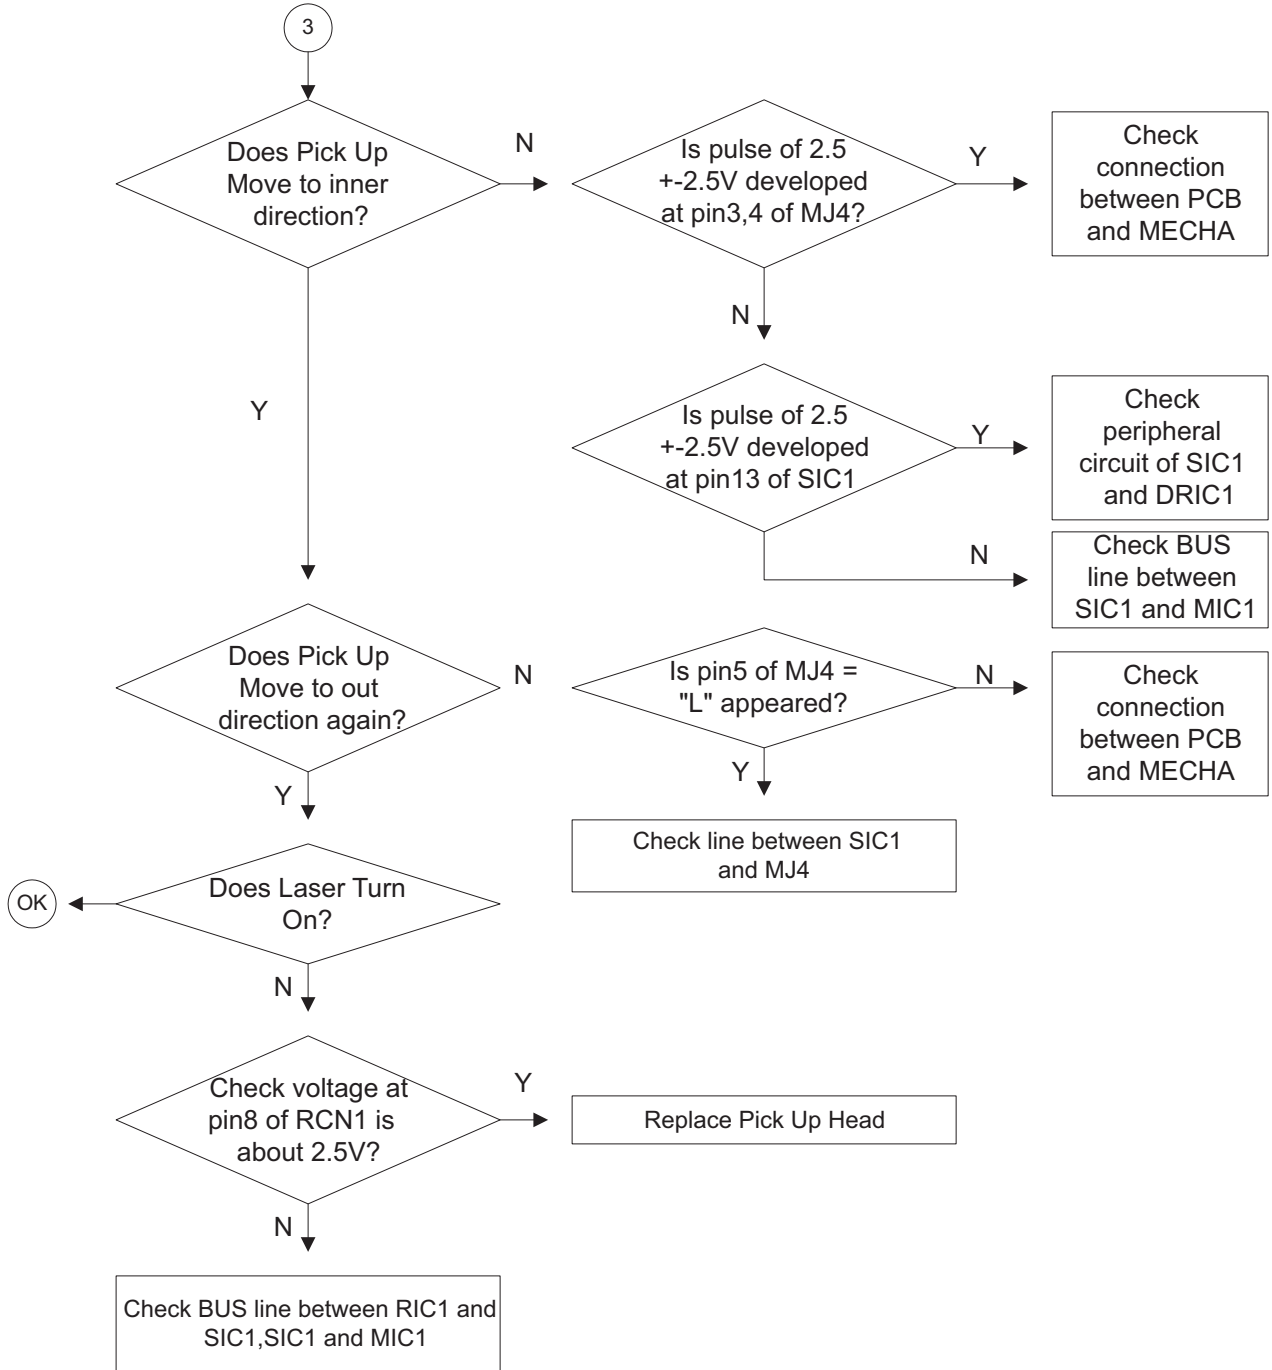 3
Does Pick Up
Move to inner
direction?
N
Is pulse of 2.5
+-2.5V developed
at pin3,4 of MJ4?
Y
Check
connection
between PCB
and MECHA
N
Y
Is pulse of 2.5
+-2.5V developed
at pin13 of SIC1
Y
Check
peripheral
circuit of SIC1
and DRIC1
N
Check BUS
line between
SIC1 and MIC1
Does Pick Up
Move to out
direction again?
N
Is pin5 of MJ4 =
"L" appeared?
N
Check
connection
between PCB
and MECHA
Y
Y
Check line between SIC1
and MJ4
OK
Does Laser Turn
On?
N
Check voltage at
pin8 of RCN1 is
about 2.5V?
Y
Replace Pick Up Head
N
Check BUS line between RIC1 and
SIC1,SIC1 and MIC1